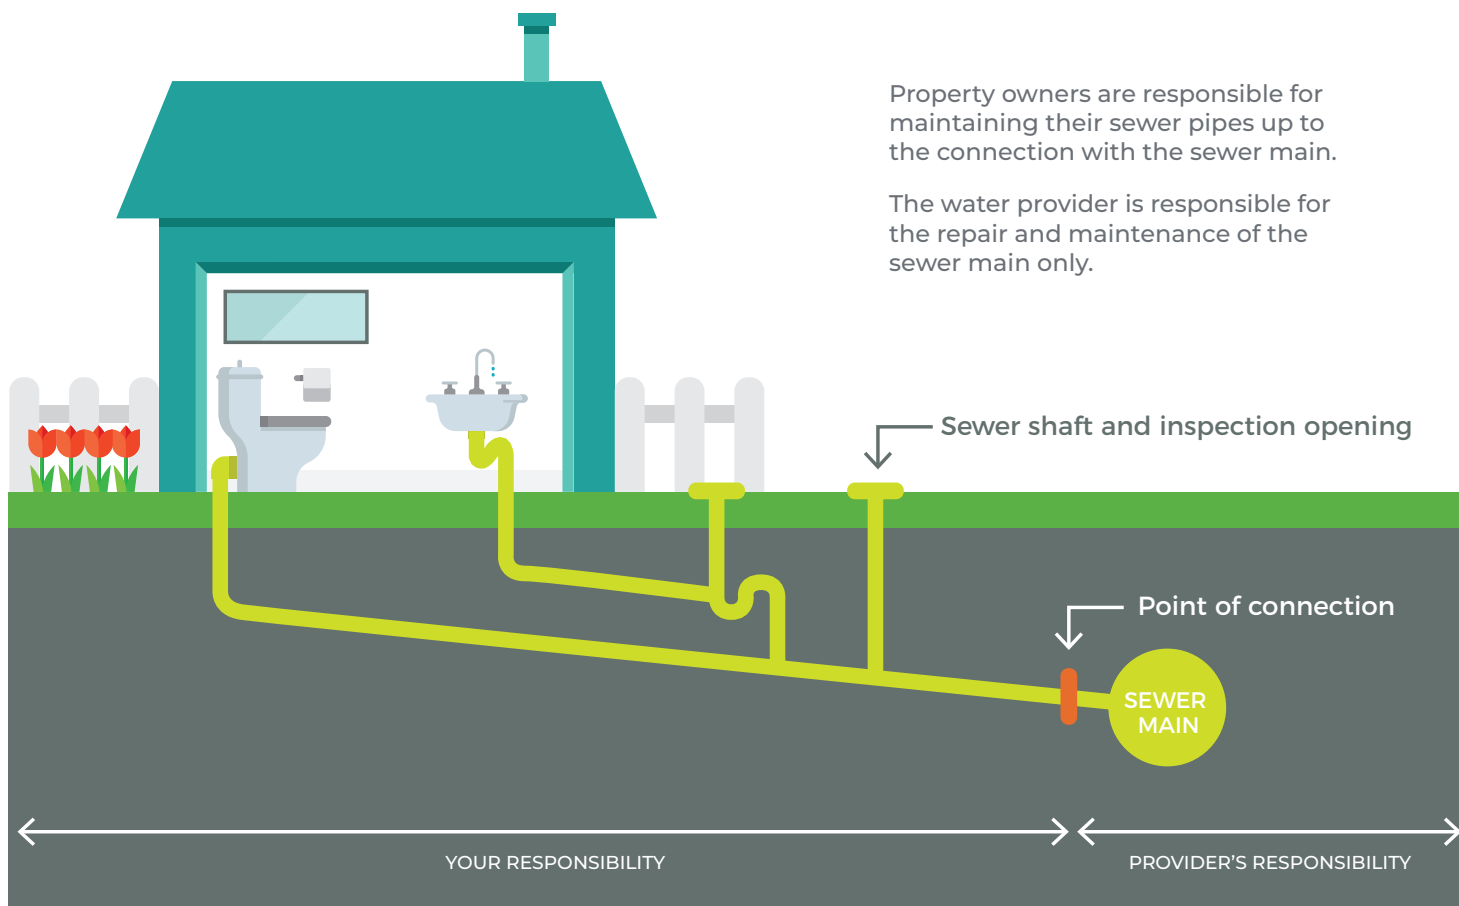 Property owners are responsible for
maintaining their sewer pipes up to
the connection with the sewer main.
The water provider is responsible for
the repair and maintenance of the
sewer main only.
Sewer shaft and inspection opening
Point of connection
SEWER
MAIN
YOUR RESPONSIBILITY
PROVIDER’S RESPONSIBILITY